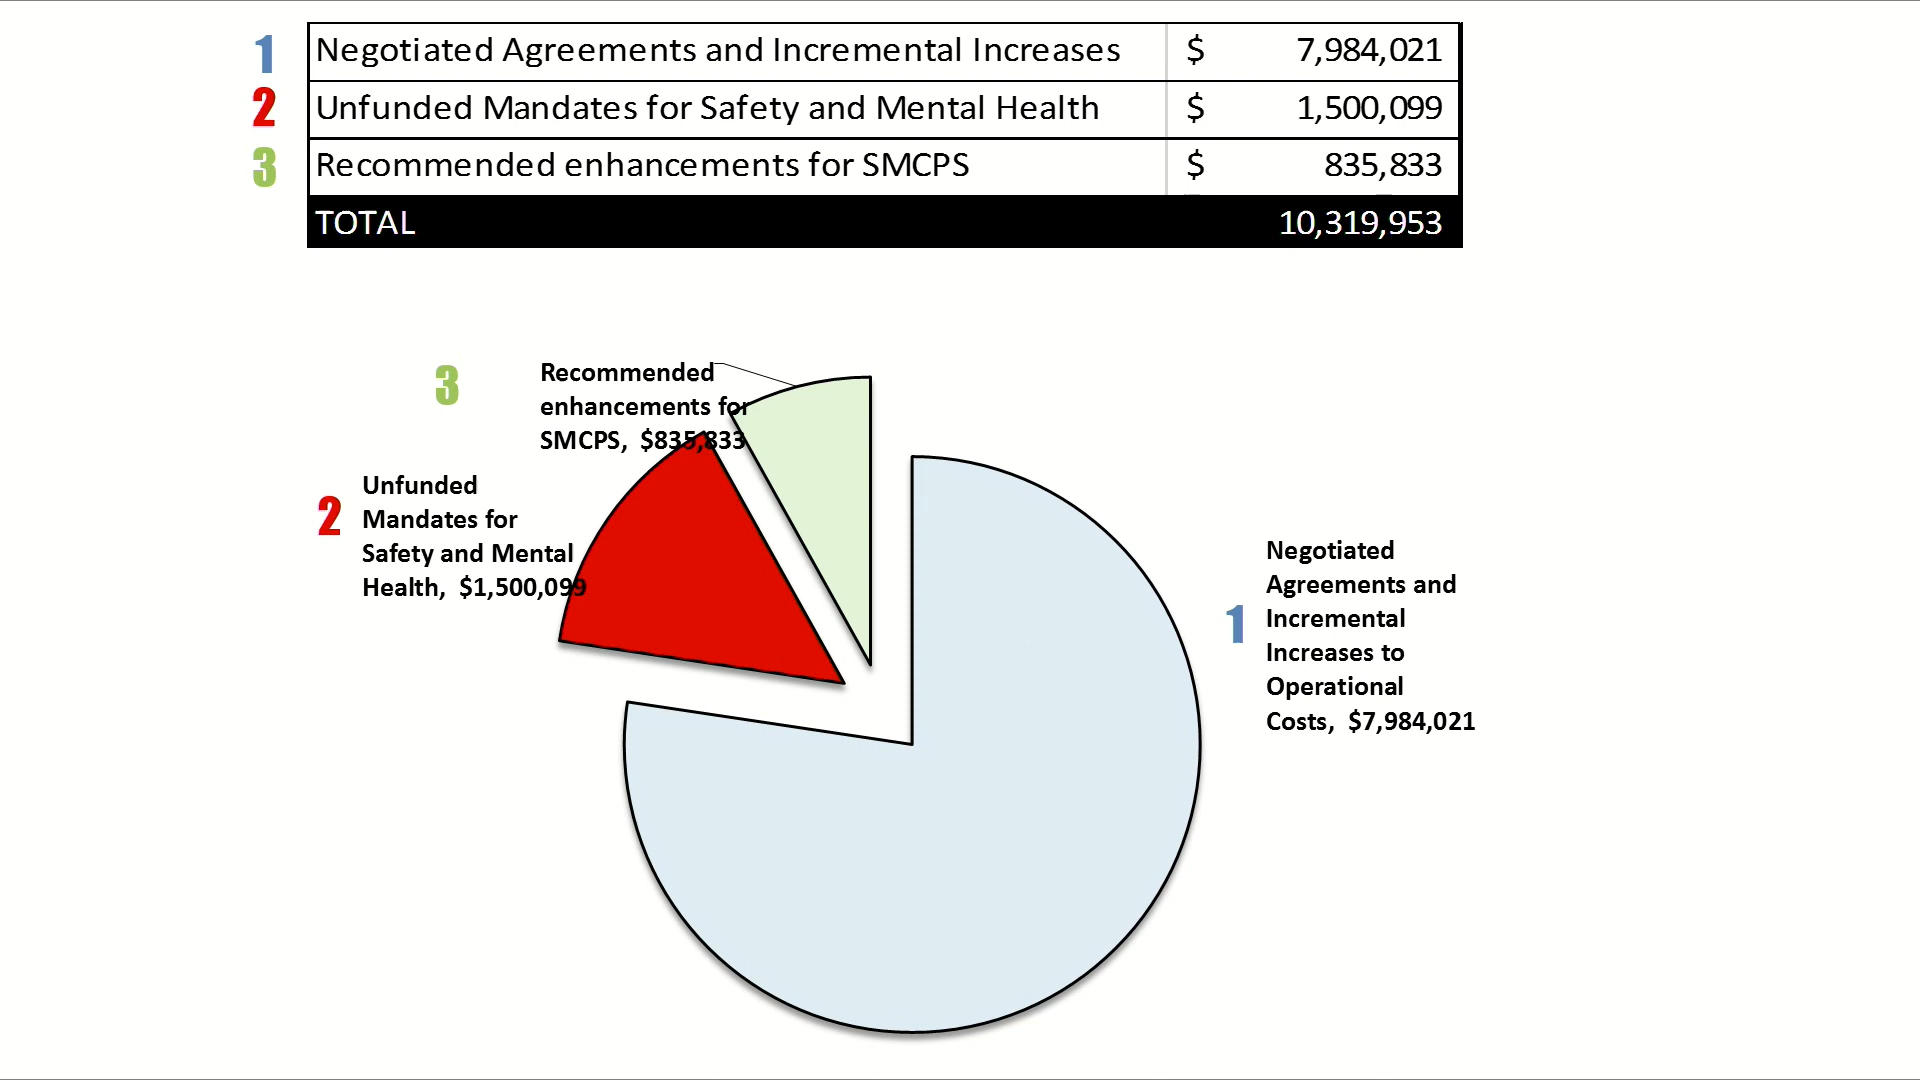 1 Negotiated Agreements and Incremental Increases $ 7,984,021
2 Unfunded Mandates for Safety and Mental Health $ 1,500,099
3 Recommended enhancements for SMCPS $ 835,833
TOTAL 10,319,953
3
Recommended
enhancements for
SMCPS, $835,833
2
Unfunded
Mandates for
Safety and Mental
Health, $1,500,099
1
Negotiated
Agreements and
Incremental
Increases to
Operational
Costs, $7,984,021